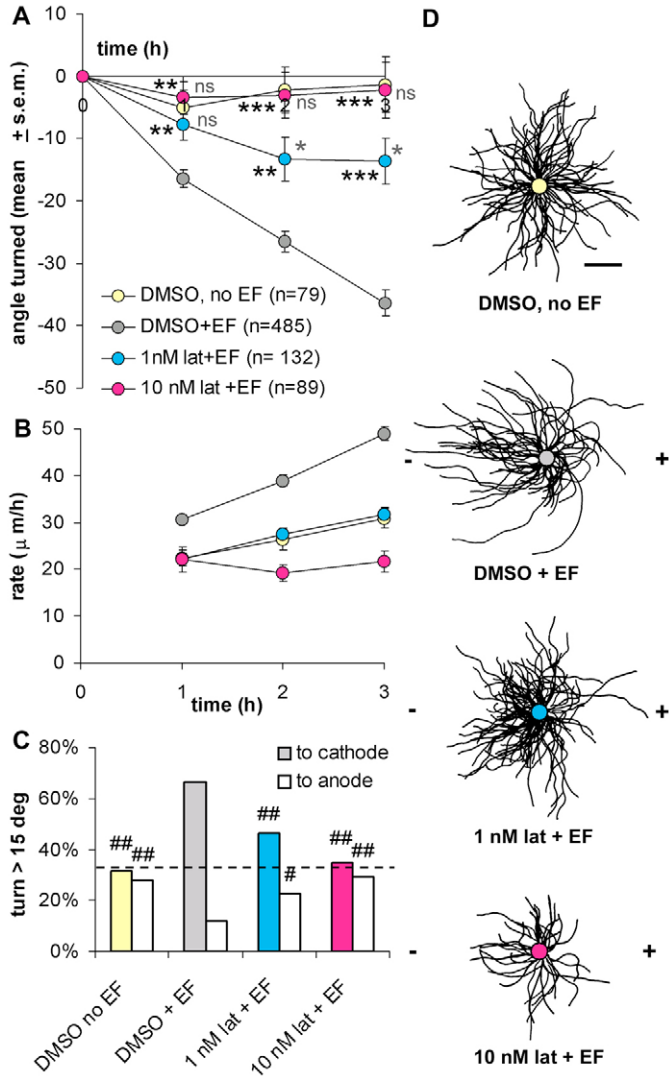 A
D
time (h)
angle turned (mean ± s.e.m.)
0
-10
-20
-30
-40
-50
0
1
2
3
** ns
*** ns
*** ns
**
** *
*** *
DMSO, no EF (n=79)
DMSO+EF (n=485)
1nM lat+EF (n= 132)
10 nM lat +EF (n=89)
B
rate (μ m/h)
50
40
30
20
10
0
0
1
2
3
time (h)
C
turn > 15 deg
80%
60%
40%
20%
0%
to cathode
to anode
##
##
##
#
##
##
DMSO no EF
DMSO + EF
1 nM lat + EF
10 nM lat + EF
DMSO, no EF
-
+
DMSO + EF
-
+
1 nM lat + EF
-
+
10 nM lat + EF